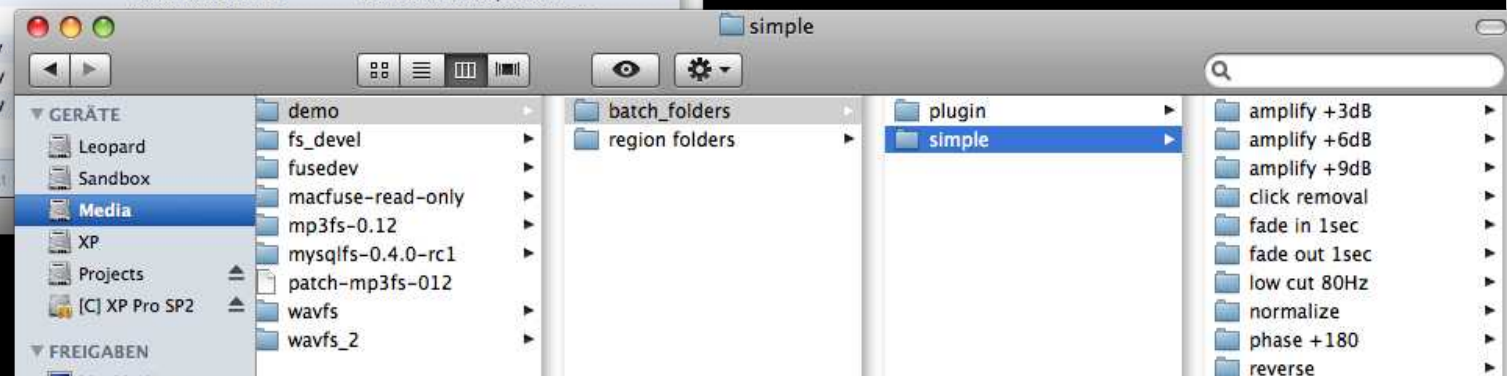 simple
GERÄTE
Leopard
Sandbox
Media
XP
Projects
[C] XP Pro SP2
FREIGABEN
demo
fs_devel
fusedev
macfuse-read-only
mp3fs-0.12
mysqlfs-0.4.0-rc1
patch-mp3fs-012
wavfs
wavfs_2
batch_folders
region folders
plugin
simple
amplify +3dB
amplify +6dB
amplify +9dB
click removal
fade in 1sec
fade out 1sec
low cut 80Hz
normalize
phase +180
reverse